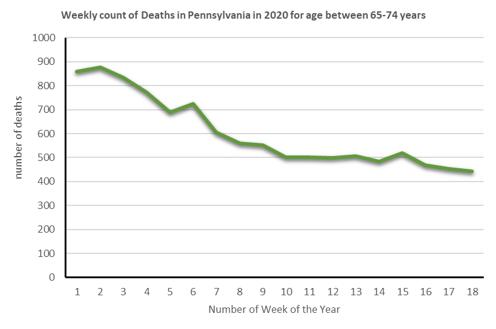 Weekly count of Deaths in Pennsylvania in 2020 for age between 65-74 years
1000
900
800
700
600
500
400
300
200
100
0
number of deaths
1 2 3 4 5 6 7 8 9 10 11 12 13 14 15 16 17 18
Number of Week of the Year